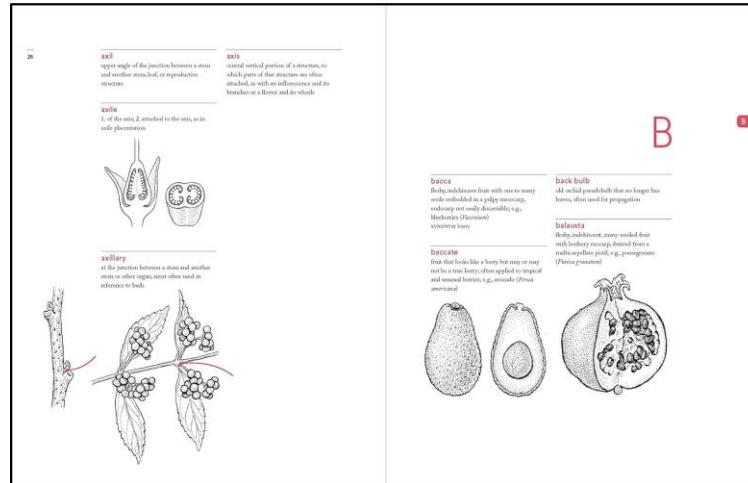 26
axil
upper angle of the junction between a stem
and another stem, leaf, or reproductive
structure
axile
1. of the axis; 2. attached to the axis, as in
axile placentation
axillary
at the junction between a stem and another
stem or other organ, most often used in
reference to buds
axis
central vertical portion of a structure, to
which parts of that structure are often
attached, as with an inflorescence and its
branches or a flower and its whorls
B
B
bacca
fleshy, indehiscent fruit with one to many
seeds embedded in a pulpy mesocarp,
endocarp not easily discernible; e.g.,
blueberries (Vaccinium)
SYNONYM berry
baccate
fruit that looks like a berry but may or may
not be a true berry; often applied to tropical
and unusual berries; e.g., avocado (Persea
americana)
back bulb
old orchid pseudobulb that no longer has
leaves, often used for propagation
balausta
fleshy, indehiscent, many-seeded fruit
with leathery exocarp, derived from a
multicarpellate pistil; e.g., pomegranate
(Punica granatum)